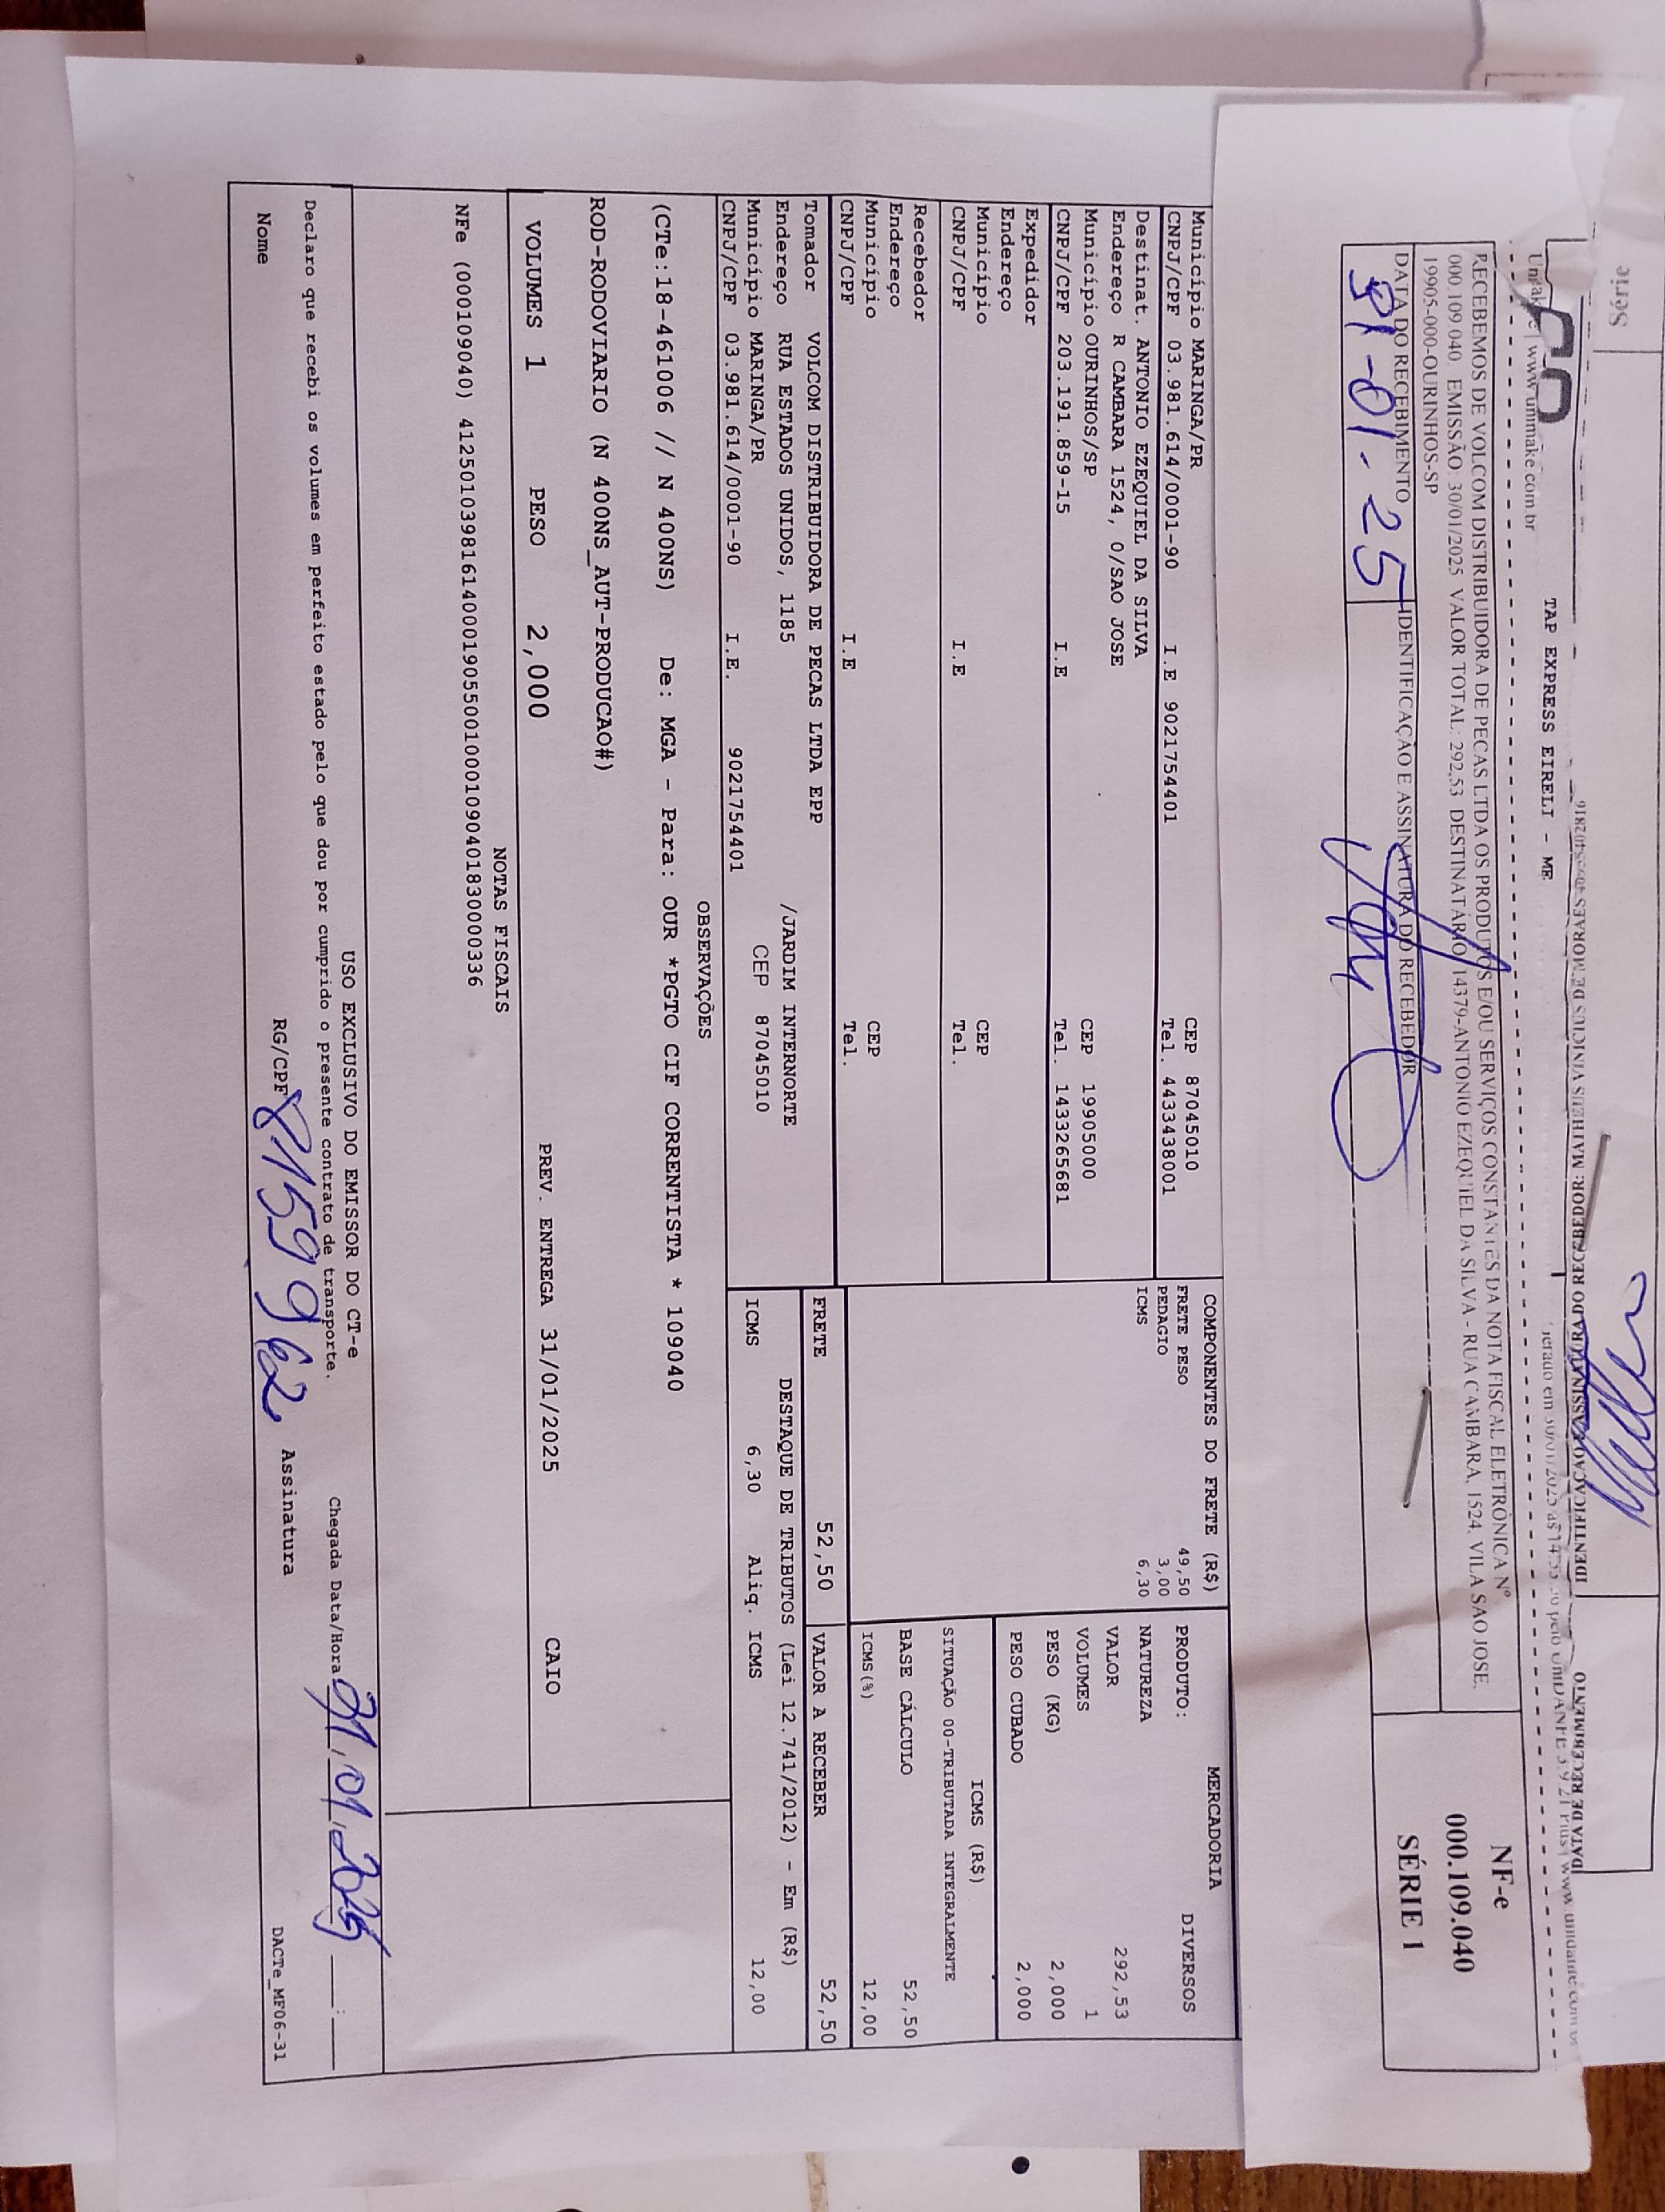 Série
DATA DE RECEBIMENTO
IDENTIFICAÇÃO E ASSINATURA DO RECEBEDOR: MATHEUS VINICIUS DE MORAES
TAP EXPRESS EIRELI - ME
www.unimake.com.br
RECEBEMOS DE VOLCOM DISTRIBUIDORA DE PECAS LTDA OS PRODUTOS E/OU SERVIÇOS CONSTANTES DA NOTA FISCAL ELETRÔNICA Nº
000.109.040 EMISSÃO: 30/01/2025 VALOR TOTAL: 292,53 DESTINATÁRIO: 14379-ANTONIO EZEQUIEL DA SILVA - RUA CAMBARA, 1524, VILA SAO JOSE,
19905-000-OURINHOS-SP
DATA DO RECEBIMENTO
IDENTIFICAÇÃO E ASSINATURA DO RECEBEDOR
31-01-25
NF-e
000.109.040
SÉRIE 1
Município MARINGA/PR CEP 87045010
CNPJ/CPF 03.981.614/0001-90 I.E 9021754401 Tel. 4433438001
Destinat. ANTONIO EZEQUIEL DA SILVA
Endereço R CAMBARA 1524, 0/SAO JOSE
Município OURINHOS/SP CEP 19905000
CNPJ/CPF 203.191.859-15 I.E Tel. 1433265681
Expedidor
Endereço
Município CEP
CNPJ/CPF I.E Tel.
Recebedor
Endereço
Município CEP
CNPJ/CPF I.E Tel.
Tomador VOLCOM DISTRIBUIDORA DE PECAS LTDA EPP
Endereço RUA ESTADOS UNIDOS, 1185 /JARDIM INTERNORTE
Município MARINGA/PR CEP 87045010
CNPJ/CPF 03.981.614/0001-90 I.E. 9021754401
COMPONENTES DO FRETE (R$)
FRETE PESO 49,50
PEDAGIO 3,00
ICMS 6,30
MERCADORIA
PRODUTO: DIVERSOS
NATUREZA
VALOR 292,53
VOLUMES 1
PESO (KG) 2,000
PESO CUBADO 2,000
ICMS (R$)
SITUAÇÃO 00-TRIBUTADA INTEGRALMENTE
BASE CÁLCULO 52,50
ICMS(%) 12,00
FRETE 52,50 VALOR A RECEBER 52,50
DESTAQUE DE TRIBUTOS (Lei 12.741/2012) - Em (R$)
ICMS 6,30 Aliq. ICMS 12,00
OBSERVAÇÕES
(CTe:18-461006 // N 400NS) De: MGA - Para: OUR *PGTO CIF CORRENTISTA * 109040
ROD-RODOVIARIO (N 400NS_AUT-PRODUCAO#)
VOLUMES 1 PESO 2,000 PREV. ENTREGA 31/01/2025 CAIO
NOTAS FISCAIS
NFe (000109040) 41250103981614000190550010001090401830000336
USO EXCLUSIVO DO EMISSOR DO CT-e
Declaro que recebi os volumes em perfeito estado pelo que dou por cumprido o presente contrato de transporte.
Chegada Data/Hora 31/01/2025 __:__
Nome RG/CPF 8159962 Assinatura
DACTe_MF06-31